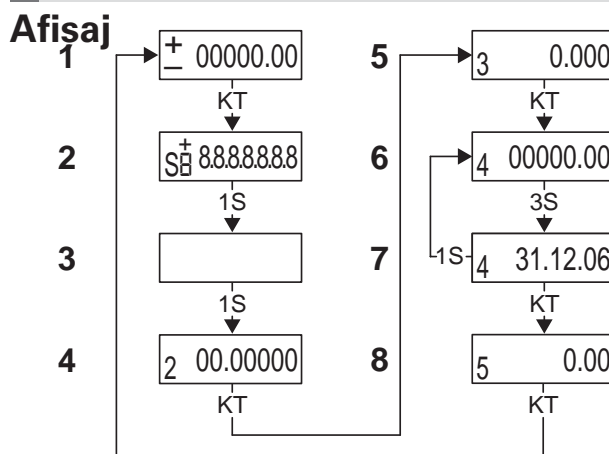 Afisaj
1
+
− 00000.00
KT
2
S8 + 8.8.8.8.8.8.8
1S
3
1S
4
2 00.00000
KT
5
3 0.000
KT
6
4 00000.00
3S
7
1S
4 31.12.06
KT
8
5 0.00
KT